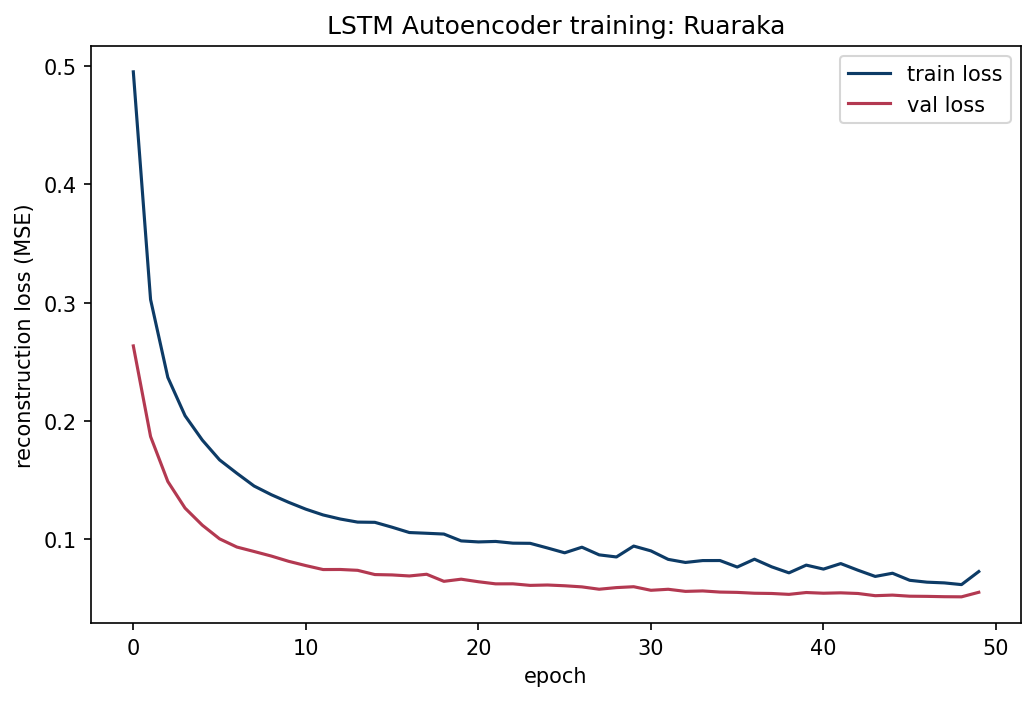 LSTM Autoencoder training: Ruaraka
train loss
val loss
reconstruction loss (MSE)
0.5
0.4
0.3
0.2
0.1
0 10 20 30 40 50
epoch